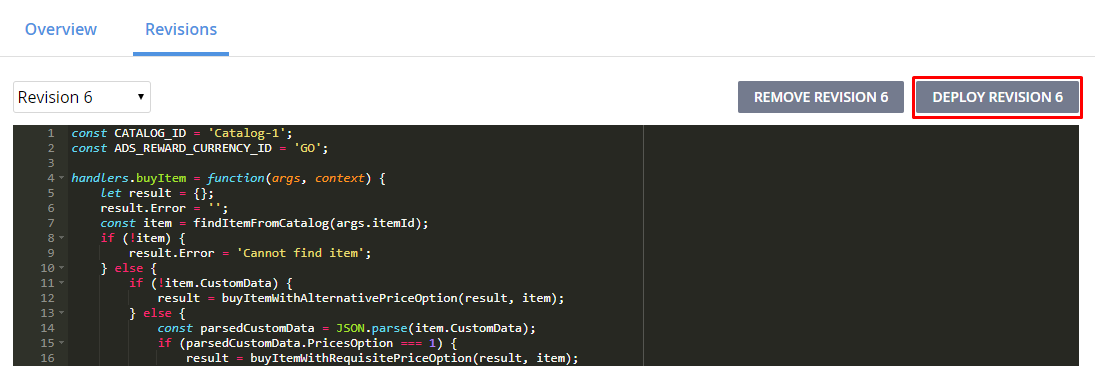 Overview Revisions
Revision 6 REMOVE REVISION 6 DEPLOY REVISION 6
1 const CATALOG_ID = 'Catalog-1';
2 const ADS_REWARD_CURRENCY_ID = 'GO';
3
4 handlers.buyItem = function(args, context) {
5 let result = {};
6 result.Error = '';
7 const item = findItemFromCatalog(args.itemId);
8 if (!item) {
9 result.Error = 'Cannot find item';
10 } else {
11 if (!item.CustomData) {
12 result = buyItemWithAlternativePriceOption(result, item);
13 } else {
14 const parsedCustomData = JSON.parse(item.CustomData);
15 if (parsedCustomData.PricesOption === 1) {
16 result = buyItemWithRequisitePriceOption(result, item);